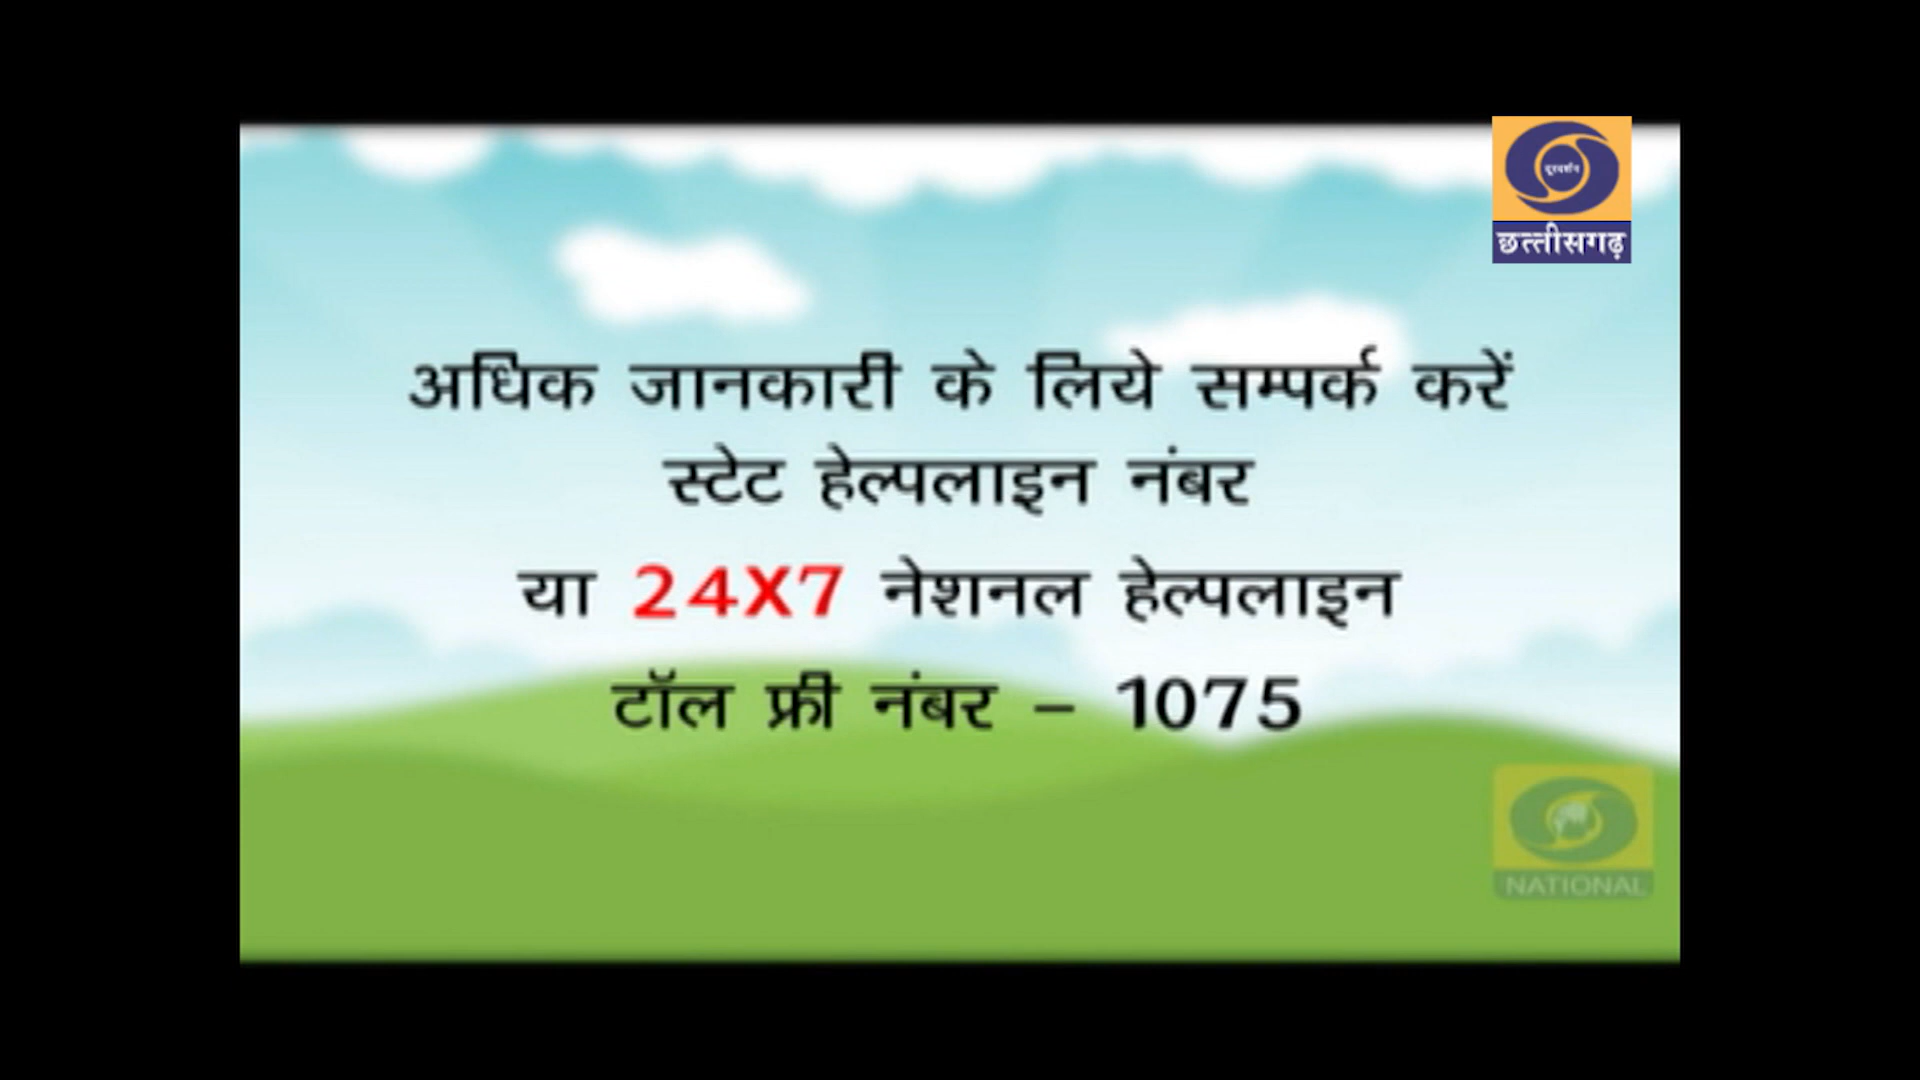 दूरदर्शन
छत्तीसगढ़
अधिक जानकारी के लिये सम्पर्क करें
स्टेट हेल्पलाइन नंबर
या 24X7 नेशनल हेल्पलाइन
टॉल फ्री नंबर – 1075
NATIONAL